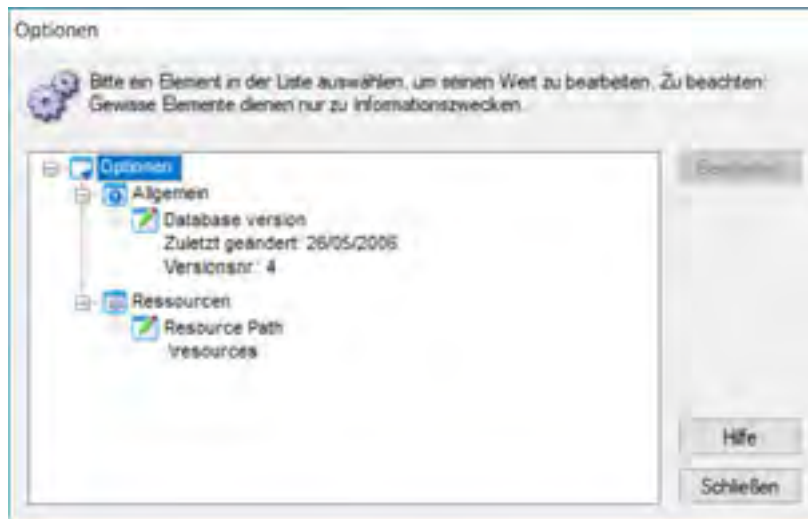 Optionen
Bitte ein Element in der Liste auswählen, um seinen Wert zu bearbeiten. Zu beachten:
Gewisse Elemente dienen nur zu Informationszwecken.
Optionen
Bearbeiten
Allgemein
Database version
Zuletzt geändert: 26/05/2006
Versionsnr.: 4
Ressourcen
Resource Path
\resources
Hilfe
Schließen